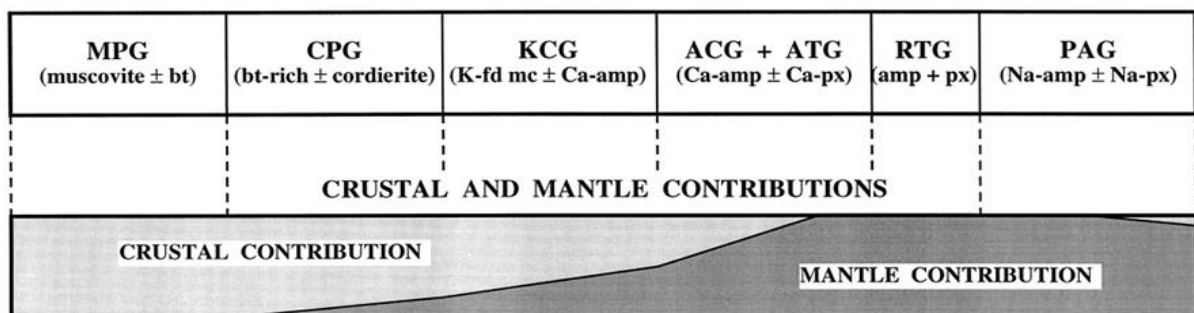 MPG
(muscovite ± bt)
CPG
(bt-rich ± cordierite)
KCG
(K-fd mc ± Ca-amp)
ACG + ATG
(Ca-amp ± Ca-px)
RTG
(amp + px)
PAG
(Na-amp ± Na-px)
CRUSTAL AND MANTLE CONTRIBUTIONS
CRUSTAL CONTRIBUTION
MANTLE CONTRIBUTION